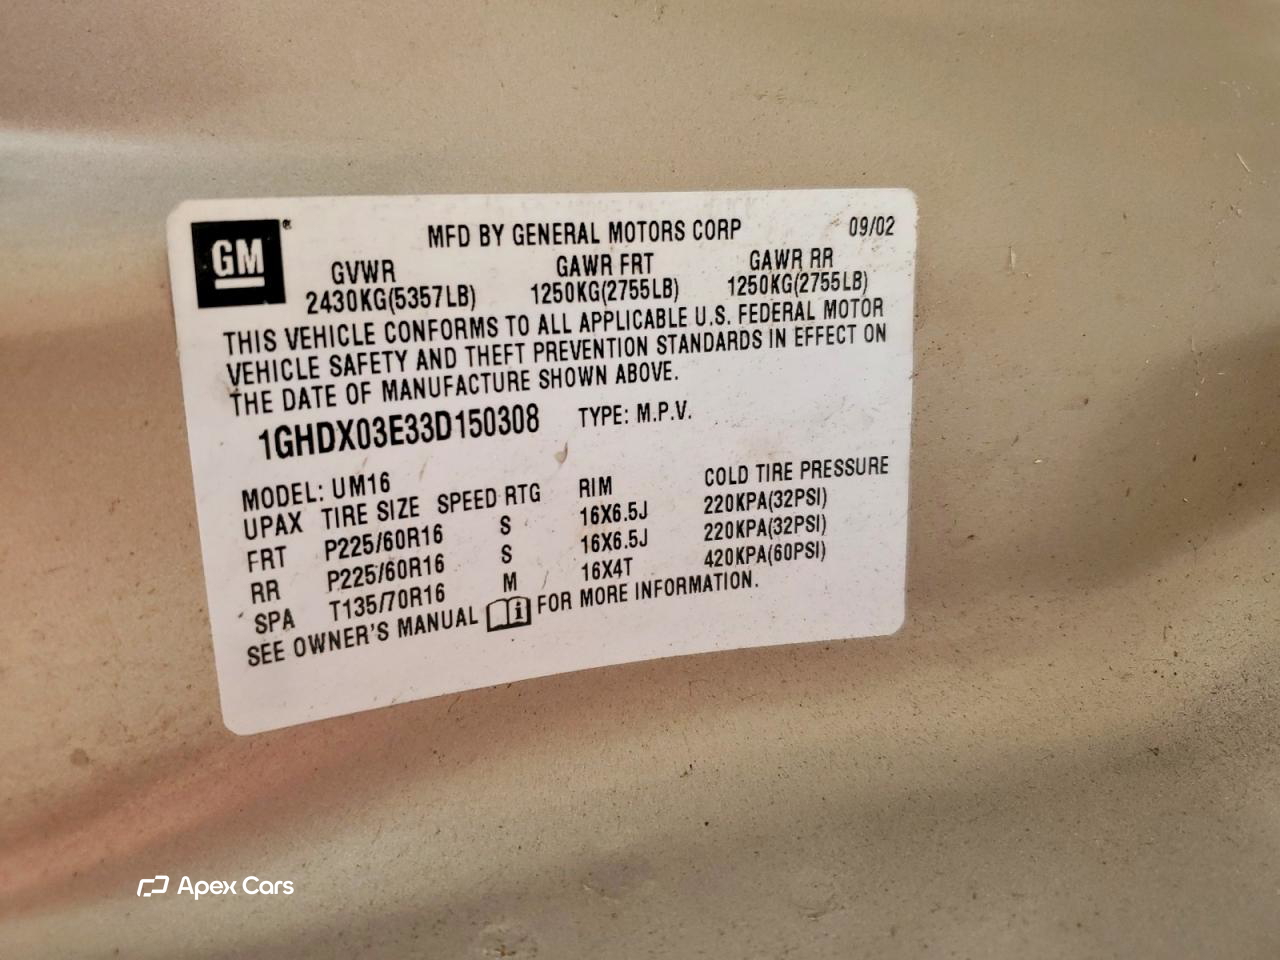 GM®
MFD BY GENERAL MOTORS CORP 09/02
GVWR GAWR FRT GAWR RR
2430KG(5357LB) 1250KG(2755LB) 1250KG(2755LB)
THIS VEHICLE CONFORMS TO ALL APPLICABLE U.S. FEDERAL MOTOR
VEHICLE SAFETY AND THEFT PREVENTION STANDARDS IN EFFECT ON
THE DATE OF MANUFACTURE SHOWN ABOVE.
1GHDX03E33D150308 TYPE: M.P.V.
MODEL: UM16
UPAX TIRE SIZE SPEED RTG RIM COLD TIRE PRESSURE
FRT P225/60R16 S 16X6.5J 220KPA(32PSI)
RR P225/60R16 S 16X6.5J 220KPA(32PSI)
SPA T135/70R16 M 16X4T 420KPA(60PSI)
SEE OWNER'S MANUAL i FOR MORE INFORMATION.
Apex Cars